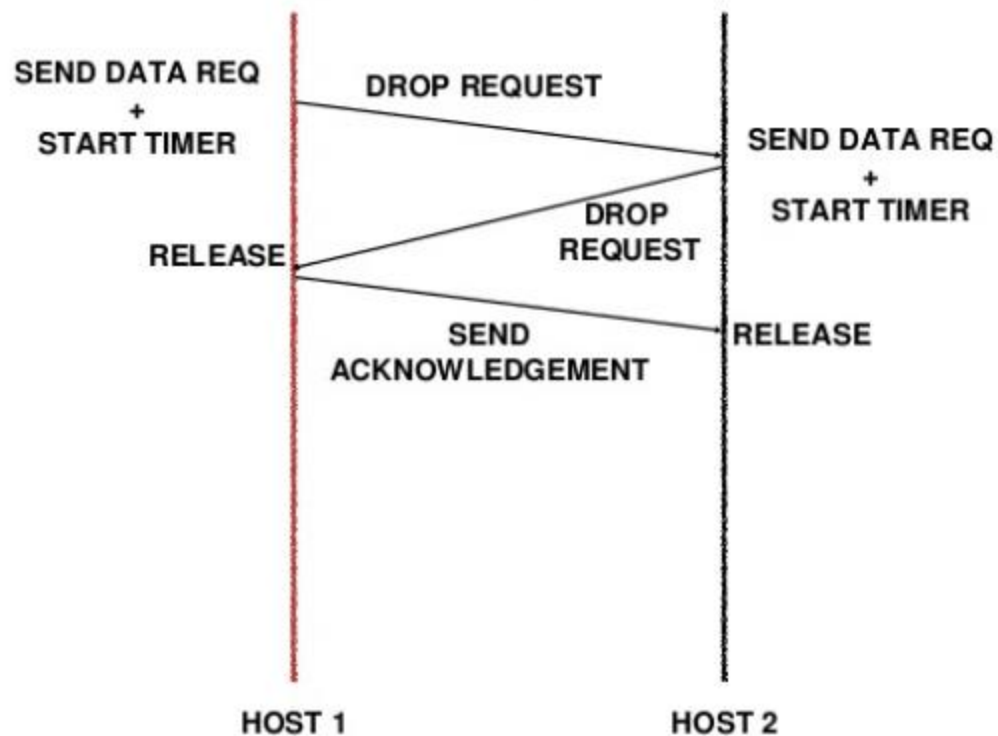 SEND DATA REQ
+
START TIMER
DROP REQUEST
SEND DATA REQ
+
START TIMER
DROP
REQUEST
RELEASE
SEND
ACKNOWLEDGEMENT
RELEASE
HOST 1
HOST 2